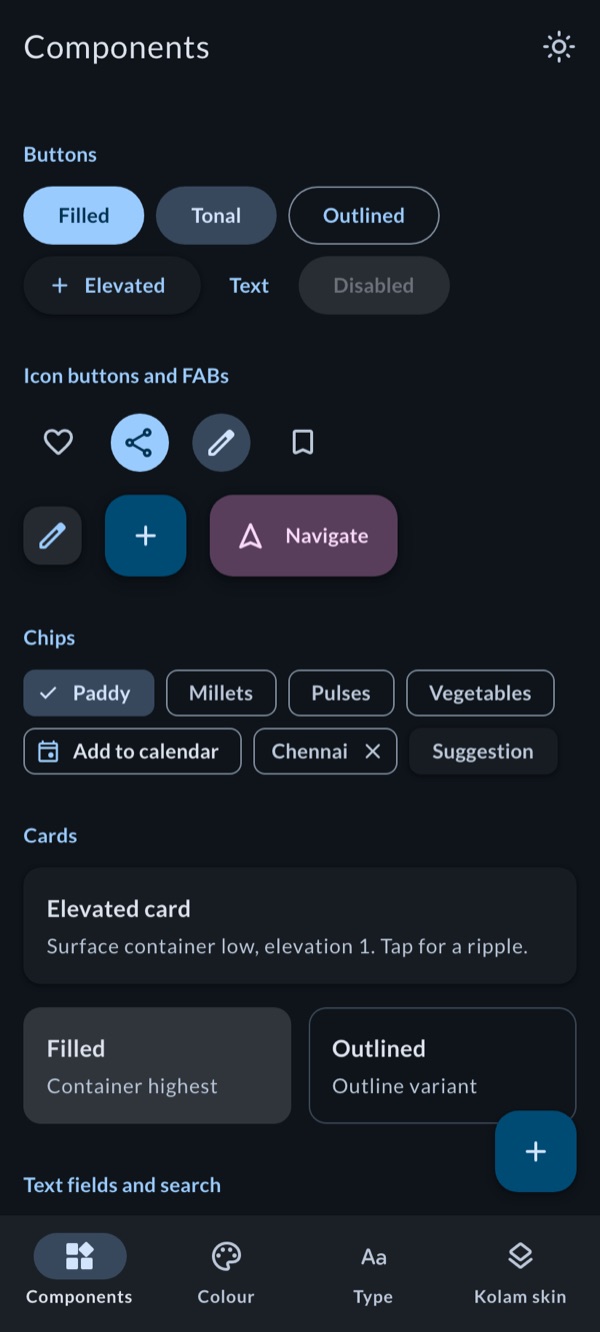 Components
Buttons
Filled Tonal Outlined
Elevated Text Disabled
Icon buttons and FABs
Navigate
Chips
Paddy Millets Pulses Vegetables
Add to calendar Chennai Suggestion
Cards
Elevated card
Surface container low, elevation 1. Tap for a ripple.
Filled Outlined
Container highest Outline variant
Text fields and search
Aa
Components Colour Type Kolam skin